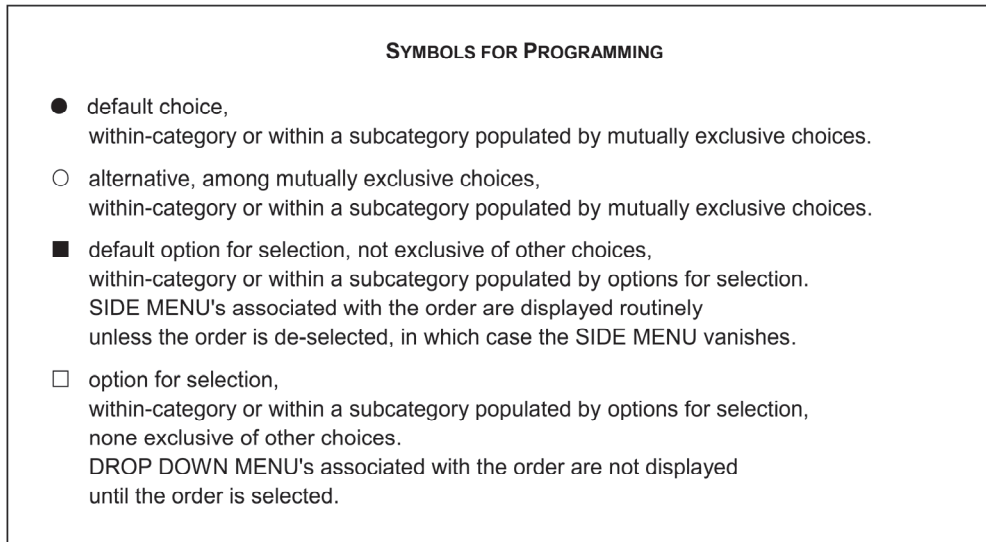 SYMBOLS FOR PROGRAMMING
● default choice,
within-category or within a subcategory populated by mutually exclusive choices.
○ alternative, among mutually exclusive choices,
within-category or within a subcategory populated by mutually exclusive choices.
■ default option for selection, not exclusive of other choices,
within-category or within a subcategory populated by options for selection.
SIDE MENU's associated with the order are displayed routinely
unless the order is de-selected, in which case the SIDE MENU vanishes.
□ option for selection,
within-category or within a subcategory populated by options for selection,
none exclusive of other choices.
DROP DOWN MENU's associated with the order are not displayed
until the order is selected.